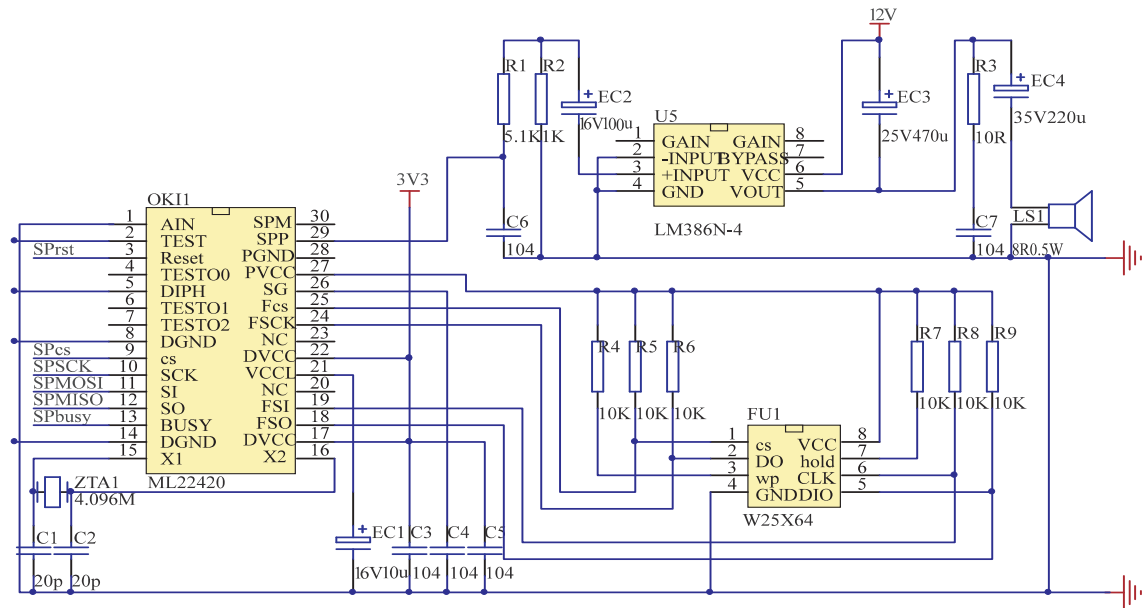 12V
R1
R2
EC2
16V100u
5.1K
1K
U5
1
GAIN
GAIN
8
2
-INPUT
BYPASS
7
3
+INPUT
VCC
6
4
GND
VOUT
5
LM386N-4
EC3
25V470u
R3
10R
EC4
35V220u
C6
104
C7
104
LS1
8R0.5W
3V3
OKI1
1
AIN
SPM
30
2
TEST
SPP
29
SPrst
3
Reset
PGND
28
4
TESTO0
PVCC
27
5
DIPH
SG
26
6
TESTO1
Fcs
25
7
TESTO2
FSCK
24
8
DGND
NC
23
SPcs
9
cs
DVCC
22
SPSCK
10
SCK
VCCL
21
SPMOSI
11
SI
NC
20
SPMISO
12
SO
FSI
19
SPbusy
13
BUSY
FSO
18
14
DGND
DVCC
17
15
X1
X2
16
ML22420
ZTA1
4.096M
R4
R5
R6
R7
R8
R9
10K
10K
10K
10K
10K
10K
FU1
1
cs
VCC
8
2
DO
hold
7
3
wp
CLK
6
4
GND
DIO
5
W25X64
C1
C2
EC1
C3
C4
C5
20p
20p
16V10u
104
104
104